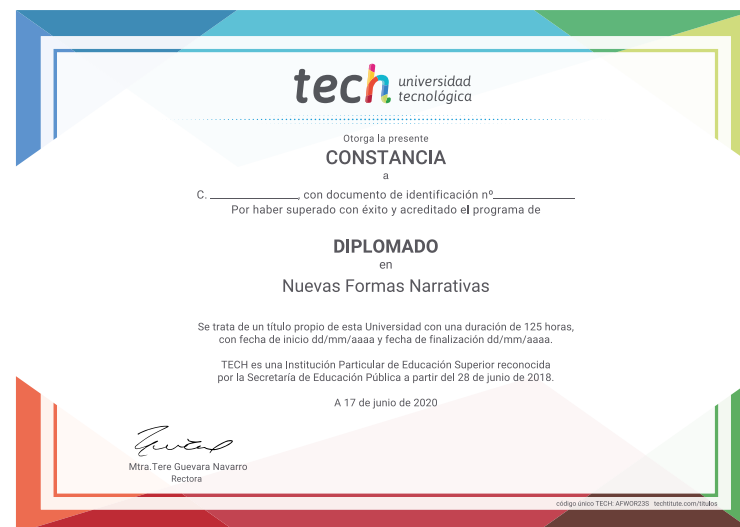 tech universidad
tecnológica
Otorga la presente
CONSTANCIA
a
C. ________________, con documento de identificación nº______________
Por haber superado con éxito y acreditado el programa de
DIPLOMADO
en
Nuevas Formas Narrativas
Se trata de un título propio de esta Universidad con una duración de 125 horas,
con fecha de inicio dd/mm/aaaa y fecha de finalización dd/mm/aaaa.
TECH es una Institución Particular de Educación Superior reconocida
por la Secretaría de Educación Pública a partir del 28 de junio de 2018.
A 17 de junio de 2020
Mtra.Tere Guevara Navarro
Rectora
código único TECH: AFWOR23S techtitute.com/títulos